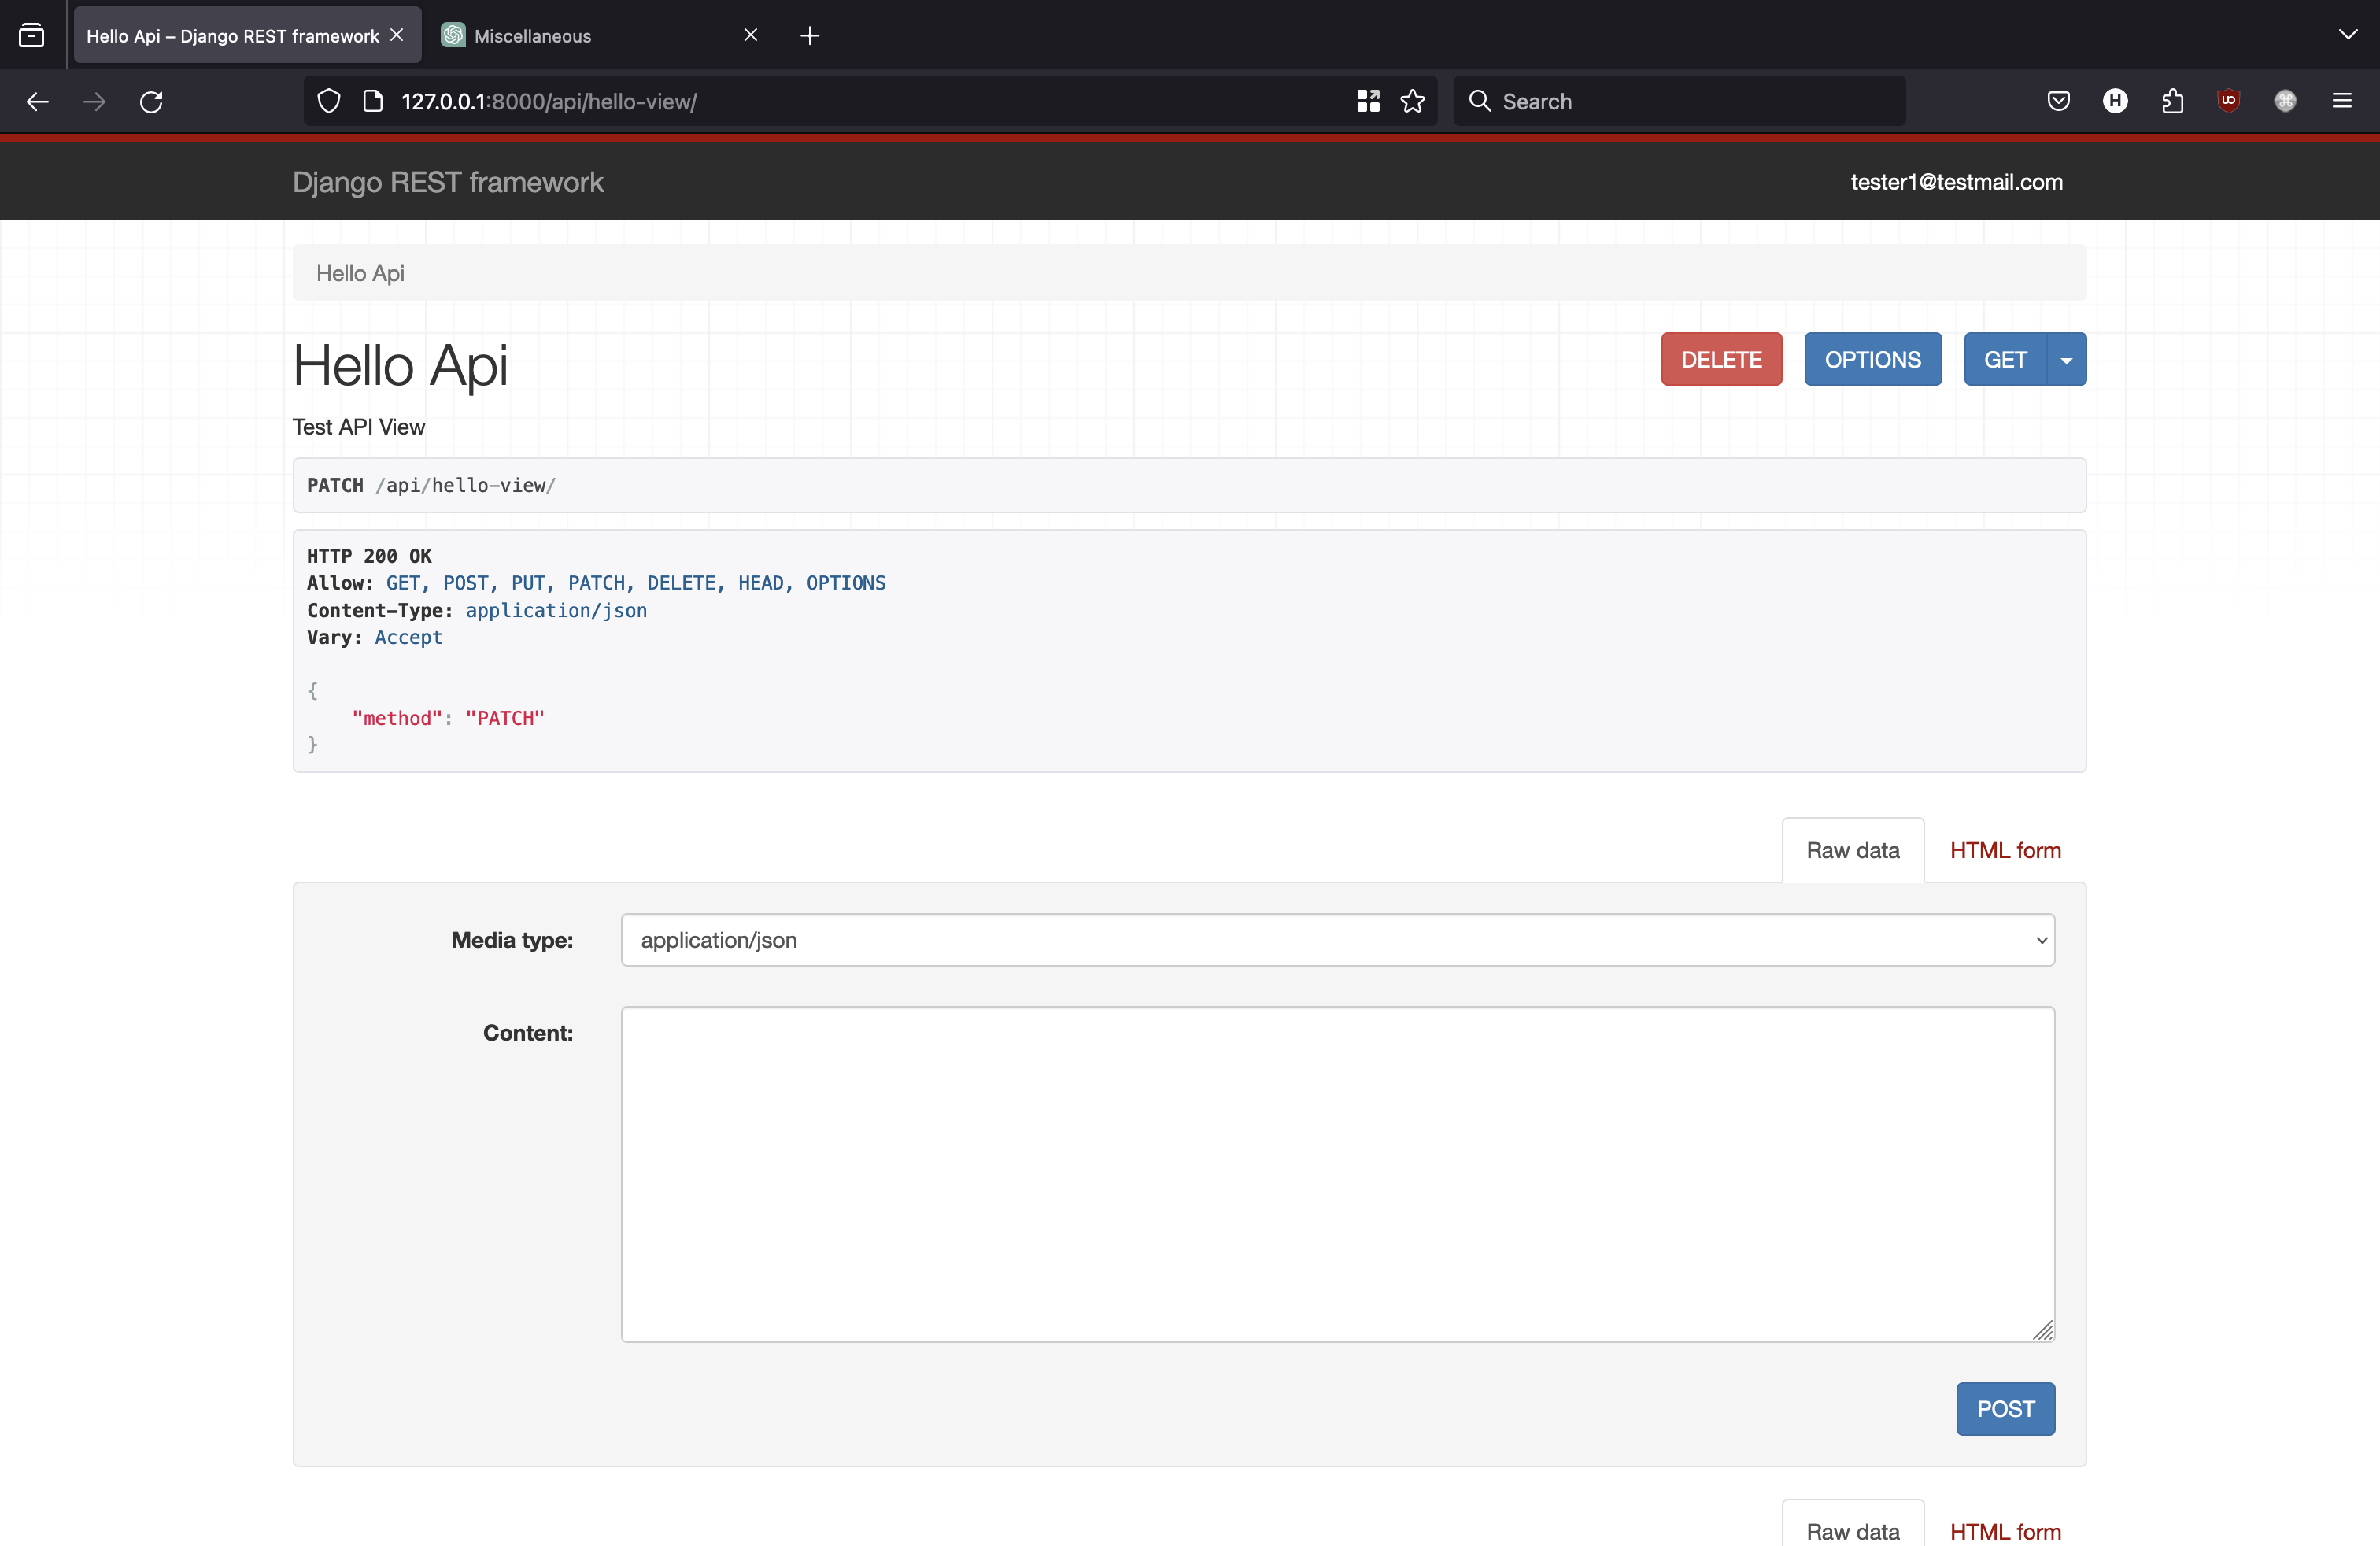 Hello Api – Django REST framework
Miscellaneous
127.0.0.1:8000/api/hello-view/
Search
Django REST framework
tester1@testmail.com
Hello Api
Hello Api
DELETE
OPTIONS
GET
Test API View
PATCH /api/hello-view/
HTTP 200 OK
Allow: GET, POST, PUT, PATCH, DELETE, HEAD, OPTIONS
Content-Type: application/json
Vary: Accept
{
"method": "PATCH"
}
Raw data
HTML form
Media type:
application/json
Content:
POST
Raw data
HTML form